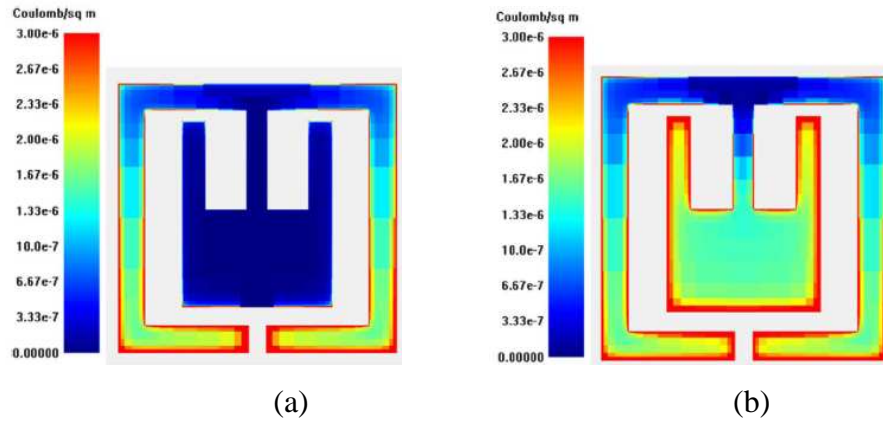 Coulomb/sq m
3.00e-6
2.67e-6
2.33e-6
2.00e-6
1.67e-6
1.33e-6
10.0e-7
6.67e-7
3.33e-7
0.00000
(a)
Coulomb/sq m
3.00e-6
2.67e-6
2.33e-6
2.00e-6
1.67e-6
1.33e-6
10.0e-7
6.67e-7
3.33e-7
0.00000
(b)